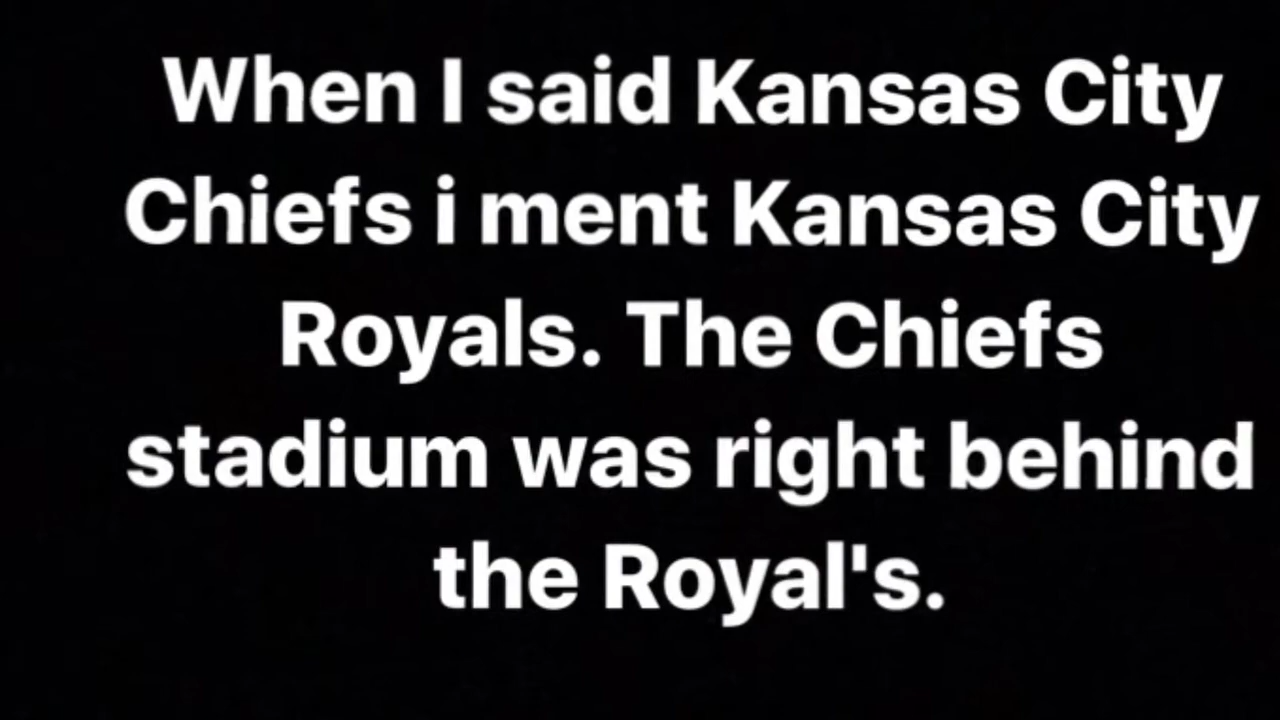 When I said Kansas City
Chiefs i ment Kansas City
Royals. The Chiefs
stadium was right behind
the Royal's.